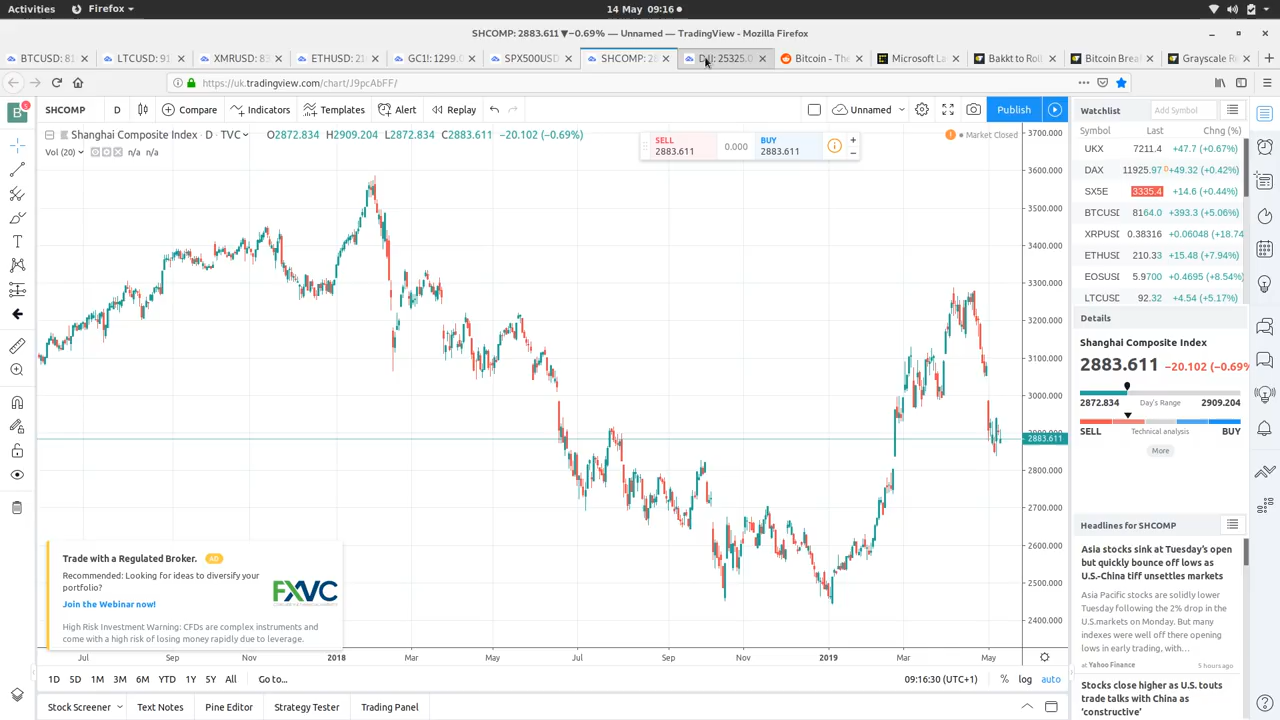 Activities Firefox 14 May 09:16
SHCOMP: 2883.611 ▼−0.69% — Unnamed — TradingView - Mozilla Firefox
BTCUSD: 81 LTCUSD: 91 XMRUSD: 8 ETHUSD: 21 GC1!: 1299.0 SPX500USD SHCOMP: 28 DJI: 25325.0 Bitcoin - The Microsoft La Bakkt to Roll Bitcoin Brea Grayscale R
https://uk.tradingview.com/chart/J9pcAbFF/
SHCOMP D Compare Indicators Templates Alert Replay Unnamed Publish
Shanghai Composite Index · D · TVC O2872.834 H2909.204 L2872.834 C2883.611 −20.102 (−0.69%)
Market Closed
Vol (20) n/a n/a
SELL 2883.611 0.000 BUY 2883.611
3700.000
3600.000
3500.000
3400.000
3300.000
3200.000
3100.000
3000.000
2900.000
2883.611
2800.000
2700.000
2600.000
2500.000
2400.000
Trade with a Regulated Broker. AD
Recommended: Looking for ideas to diversify your
portfolio?
Join the Webinar now!
FXVC
High Risk Investment Warning: CFDs are complex instruments and
come with a high risk of losing money rapidly due to leverage.
Jul Sep Nov 2018 Mar May Jul Sep Nov 2019 Mar May
1D 5D 1M 3M 6M YTD 1Y 5Y All Go to... 09:16:30 (UTC+1) % log auto
Stock Screener Text Notes Pine Editor Strategy Tester Trading Panel
Watchlist Add Symbol
Symbol Last Chng (%)
UKX 7211.4 +47.7 (+0.67%)
DAX 11925.97 D +49.32 (+0.42%)
SX5E 3335.4 +14.6 (+0.44%)
BTCUSD 8164.0 +393.3 (+5.06%)
XRPUSD 0.38316 +0.06048 (+18.74
ETHUSD 210.33 +15.48 (+7.94%)
EOSUSD 5.9700 +0.4695 (+8.54%)
LTCUSD 92.32 +4.54 (+5.17%)
Details
Shanghai Composite Index
2883.611 −20.102 (−0.69%
2872.834 Day's Range 2909.204
SELL Technical analysis BUY
More
Headlines for SHCOMP
Asia stocks sink at Tuesday’s open
but quickly bounce off lows as
U.S.-China tiff unsettles markets
Asia Pacific stocks are solidly lower
Tuesday following the 2% drop in the
U.S.markets on Monday. But many
indexes were well off there opening
lows in early trading, with...
at Yahoo Finance 5 hours ago
Stocks close higher as U.S. touts
trade talks with China as
‘constructive’